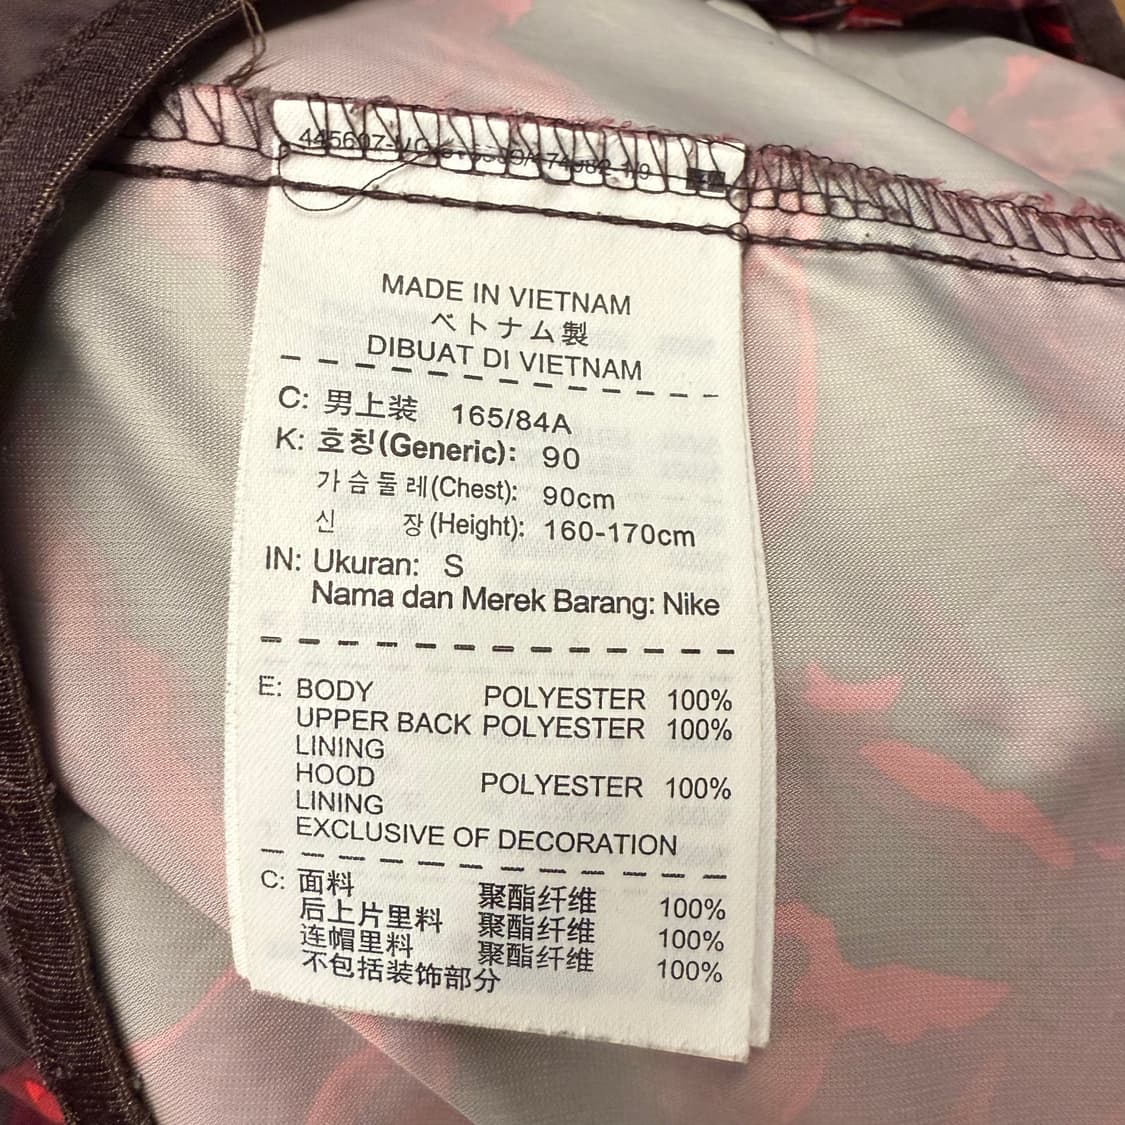 MADE IN VIETNAM
ベトナム製
DIBUAT DI VIETNAM
C: 男上装 165/84A
K: 호칭(Generic): 90
가슴둘레(Chest): 90cm
신 장(Height): 160-170cm
IN: Ukuran: S
Nama dan Merek Barang: Nike
E: BODY POLYESTER 100%
UPPER BACK POLYESTER 100%
LINING
HOOD POLYESTER 100%
LINING
EXCLUSIVE OF DECORATION
C: 面料 聚酯纤维 100%
后上片里料 聚酯纤维 100%
连帽里料 聚酯纤维 100%
不包括装饰部分